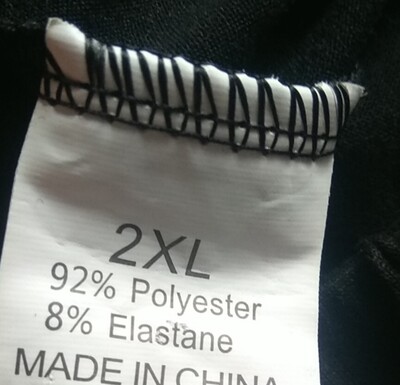 2XL
92% Polyester
8% Elastane
MADE IN CHINA